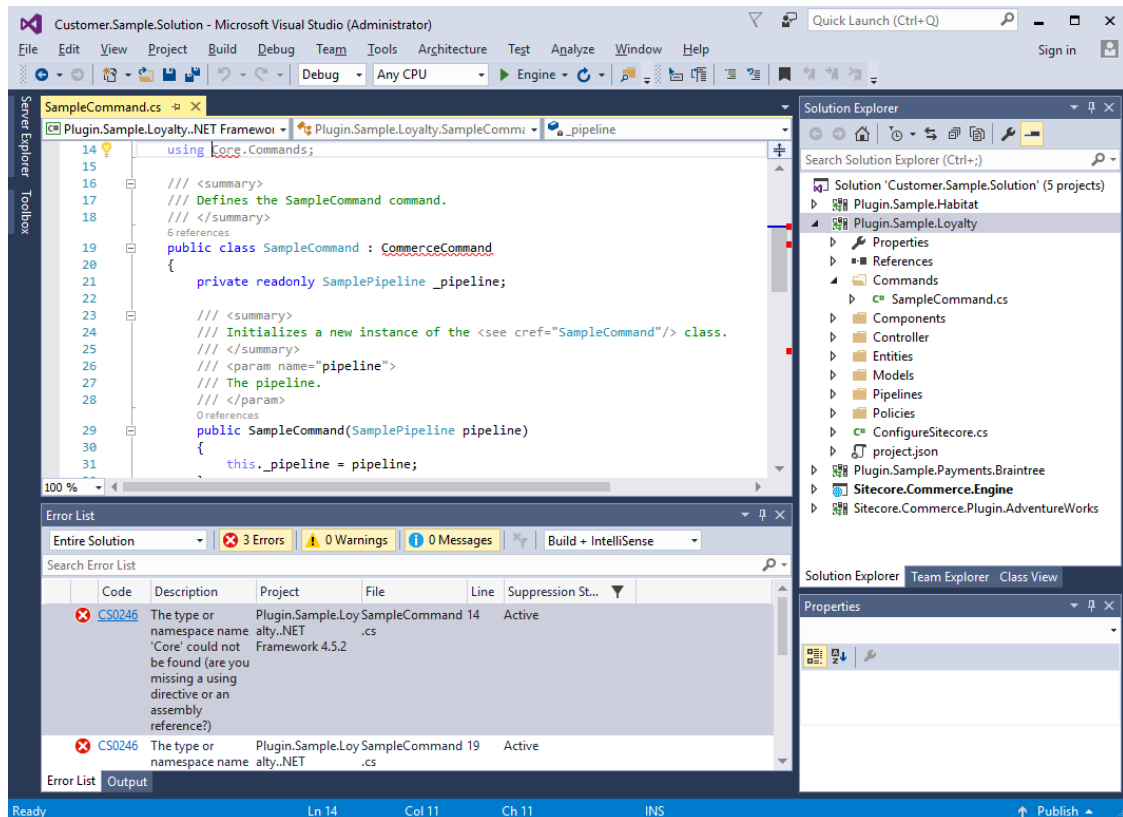 Customer.Sample.Solution - Microsoft Visual Studio (Administrator)
Quick Launch (Ctrl+Q)
File Edit View Project Build Debug Team Tools Architecture Test Analyze Window Help
Sign in
Debug Any CPU Engine
Server Explorer
Toolbox
SampleCommand.cs
Plugin.Sample.Loyalty..NET Framewor Plugin.Sample.Loyalty.SampleComma _pipeline
14 using Core.Commands;
15
16 /// <summary>
17 /// Defines the SampleCommand command.
18 /// </summary>
6 references
19 public class SampleCommand : CommerceCommand
20 {
21 private readonly SamplePipeline _pipeline;
22
23 /// <summary>
24 /// Initializes a new instance of the <see cref="SampleCommand"/> class.
25 /// </summary>
26 /// <param name="pipeline">
27 /// The pipeline.
28 /// </param>
0 references
29 public SampleCommand(SamplePipeline pipeline)
30 {
31 this._pipeline = pipeline;
100 %
Error List
Entire Solution 3 Errors 0 Warnings 0 Messages Build + IntelliSense
Search Error List
Code Description Project File Line Suppression St...
CS0246 The type or Plugin.Sample.Loy SampleCommand 14 Active
namespace name alty..NET .cs
'Core' could not Framework 4.5.2
be found (are you
missing a using
directive or an
assembly
reference?)
CS0246 The type or Plugin.Sample.Loy SampleCommand 19 Active
namespace name alty..NET .cs
Error List Output
Solution Explorer
Search Solution Explorer (Ctrl+;)
Solution 'Customer.Sample.Solution' (5 projects)
Plugin.Sample.Habitat
Plugin.Sample.Loyalty
Properties
References
Commands
C# SampleCommand.cs
Components
Controller
Entities
Models
Pipelines
Policies
C# ConfigureSitecore.cs
project.json
Plugin.Sample.Payments.Braintree
Sitecore.Commerce.Engine
Sitecore.Commerce.Plugin.AdventureWorks
Solution Explorer Team Explorer Class View
Properties
Ready Ln 14 Col 11 Ch 11 INS Publish